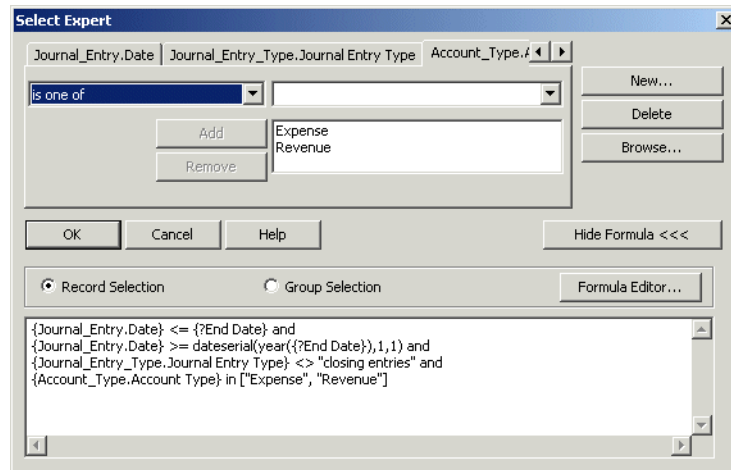 Select Expert
Journal_Entry.Date
Journal_Entry_Type.Journal Entry Type
Account_Type.A
is one of
New...
Delete
Browse...
Add
Remove
Expense
Revenue
OK
Cancel
Help
Hide Formula <<<
Record Selection
Group Selection
Formula Editor...
{Journal_Entry.Date} <= {?End Date} and
{Journal_Entry.Date} >= dateserial(year({?End Date}),1,1) and
{Journal_Entry_Type.Journal Entry Type} <> "closing entries" and
{Account_Type.Account Type} in ["Expense", "Revenue"]